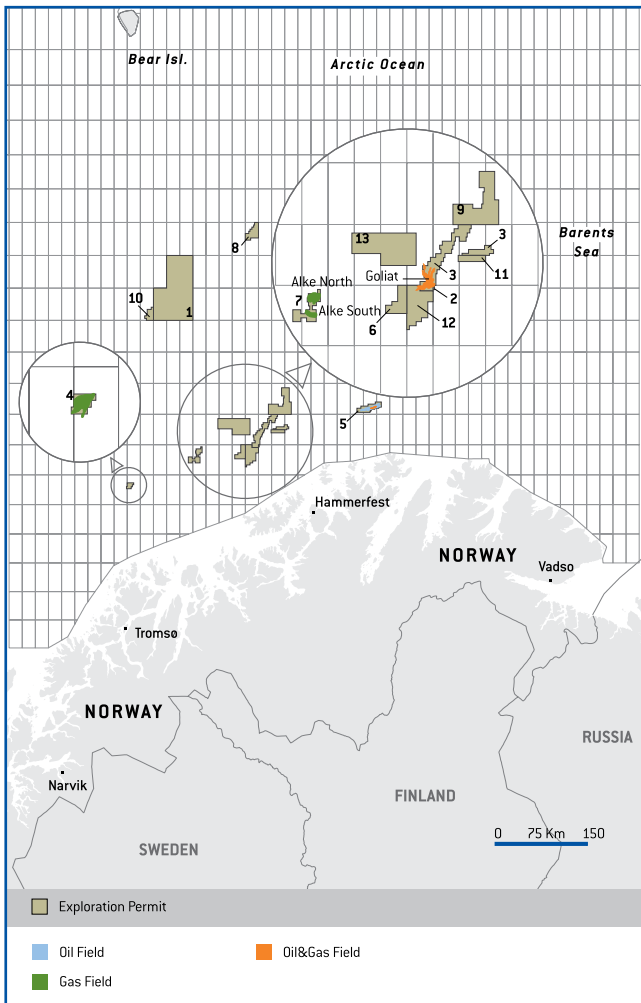 Bear Isl.
Arctic Ocean
9
Barents
Sea
3
13
8
Goliat
3
11
Alke North
10
7
2
1
Alke South
6
12
4
5
Hammerfest
NORWAY
Vadso
Tromsø
NORWAY
RUSSIA
Narvik
FINLAND
0 75 Km 150
SWEDEN
Exploration Permit
Oil Field
Oil&Gas Field
Gas Field